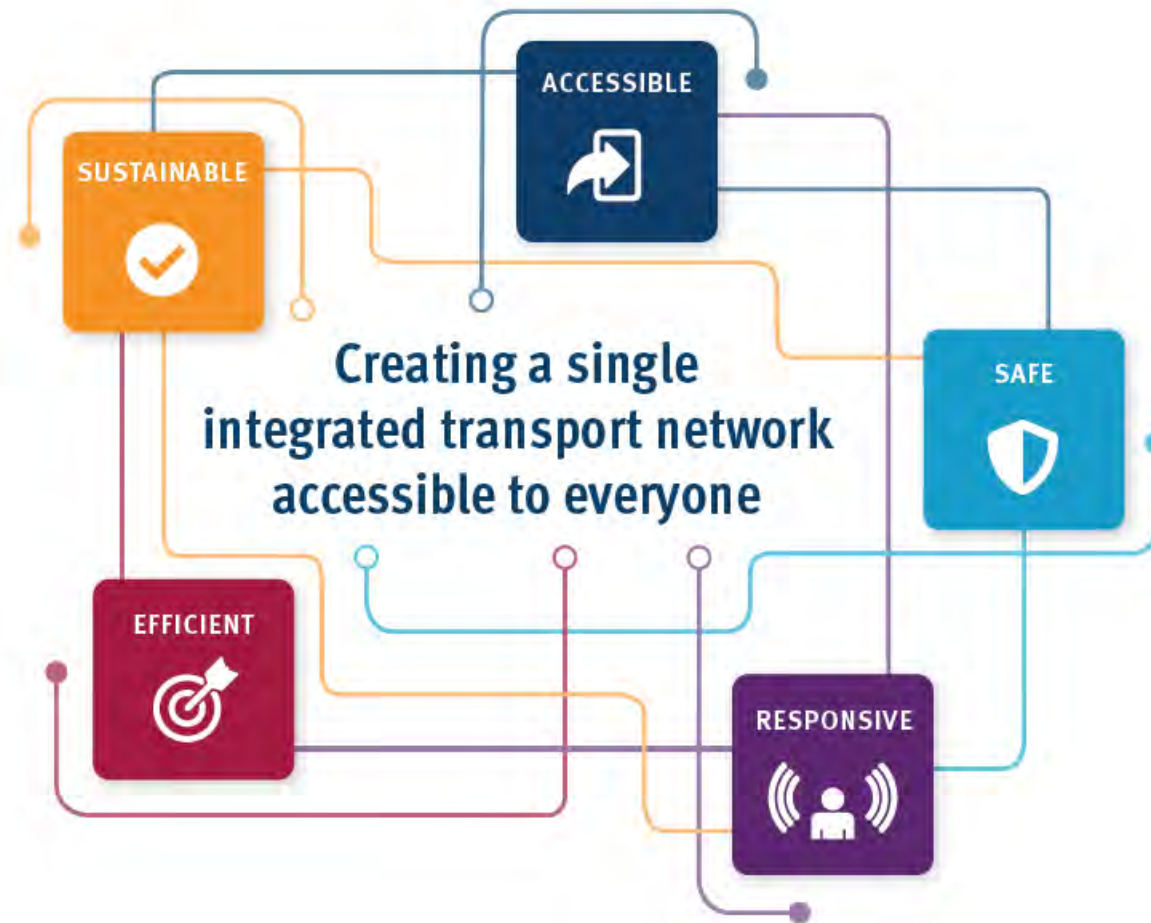 ACCESSIBLE
SUSTAINABLE
Creating a single
integrated transport network
accessible to everyone
SAFE
EFFICIENT
RESPONSIVE